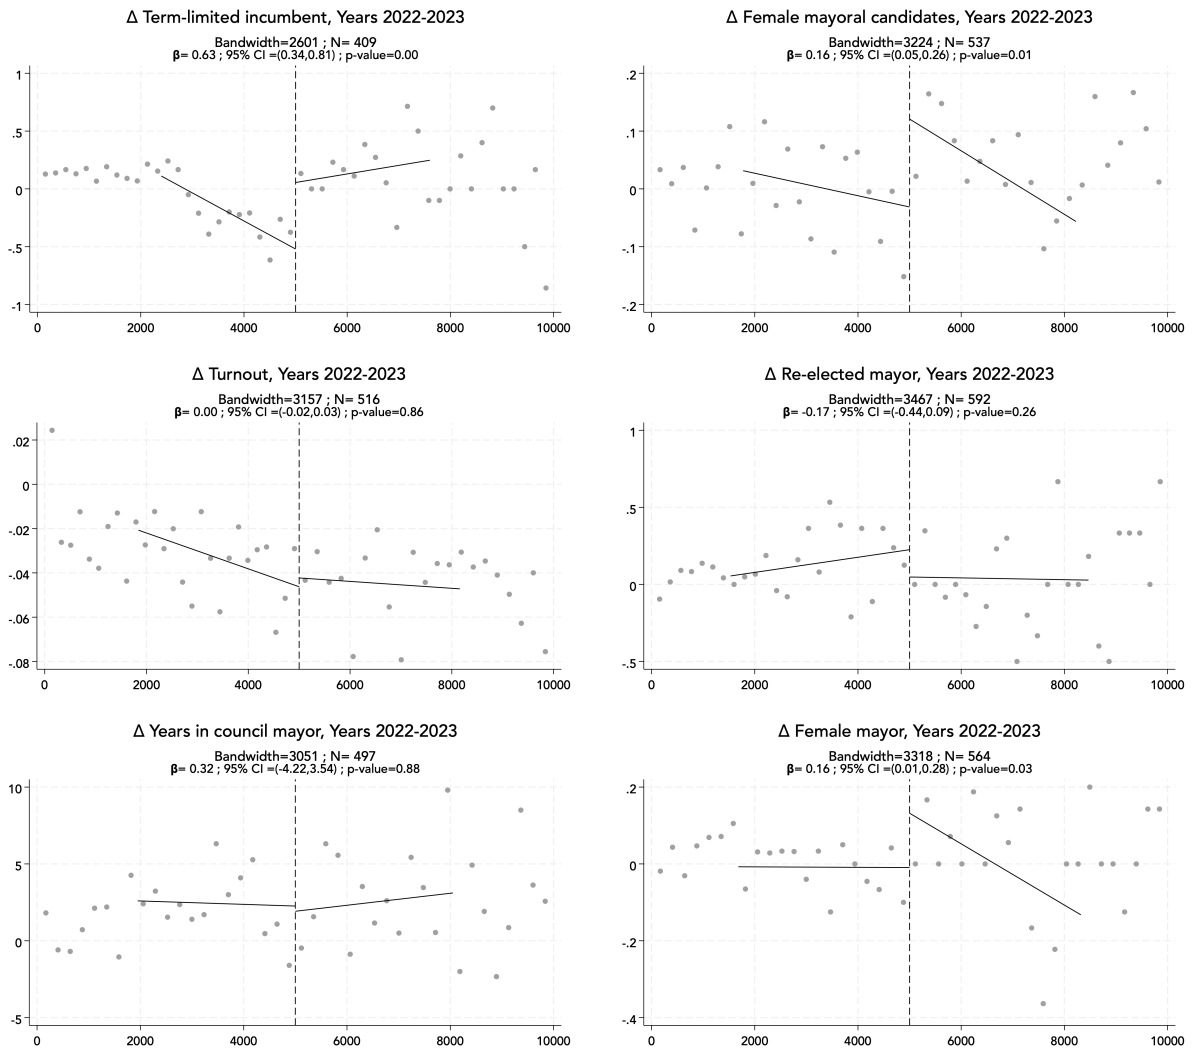 Δ Term-limited incumbent, Years 2022-2023
Bandwidth=2601 ; N= 409
β= 0.63 ; 95% CI =(0.34,0.81) ; p-value=0.00
1
.5
0
-.5
-1
0 2000 4000 6000 8000 10000
Δ Female mayoral candidates, Years 2022-2023
Bandwidth=3224 ; N= 537
β= 0.16 ; 95% CI =(0.05,0.26) ; p-value=0.01
.2
.1
0
-.1
-.2
0 2000 4000 6000 8000 10000
Δ Turnout, Years 2022-2023
Bandwidth=3157 ; N= 516
β= 0.00 ; 95% CI =(-0.02,0.03) ; p-value=0.86
.02
0
-.02
-.04
-.06
-.08
0 2000 4000 6000 8000 10000
Δ Re-elected mayor, Years 2022-2023
Bandwidth=3467 ; N= 592
β= -0.17 ; 95% CI =(-0.44,0.09) ; p-value=0.26
1
.5
0
-.5
0 2000 4000 6000 8000 10000
Δ Years in council mayor, Years 2022-2023
Bandwidth=3051 ; N= 497
β= 0.32 ; 95% CI =(-4.22,3.54) ; p-value=0.88
10
5
0
-5
0 2000 4000 6000 8000 10000
Δ Female mayor, Years 2022-2023
Bandwidth=3318 ; N= 564
β= 0.16 ; 95% CI =(0.01,0.28) ; p-value=0.03
.2
0
-.2
-.4
0 2000 4000 6000 8000 10000